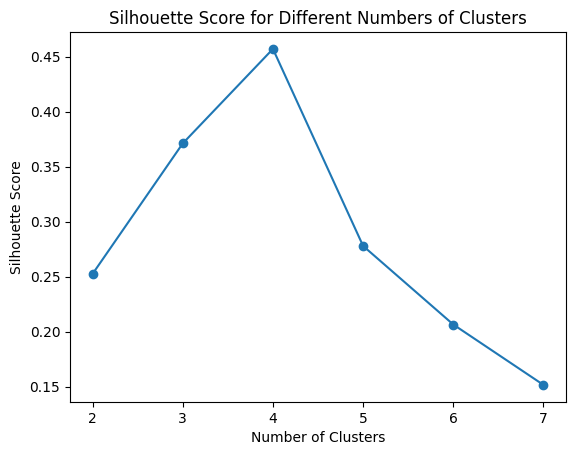 Silhouette Score for Different Numbers of Clusters
0.45
0.40
0.35
0.30
0.25
0.20
0.15
Silhouette Score
2 3 4 5 6 7
Number of Clusters